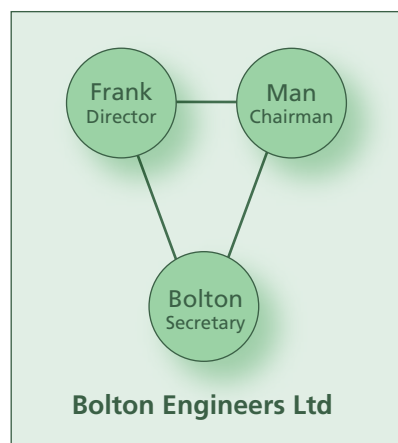 Frank
Director
Man
Chairman
Bolton
Secretary
Bolton Engineers Ltd